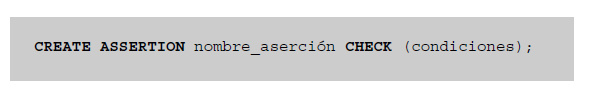 CREATE ASSERTION nombre_aserción CHECK (condiciones);